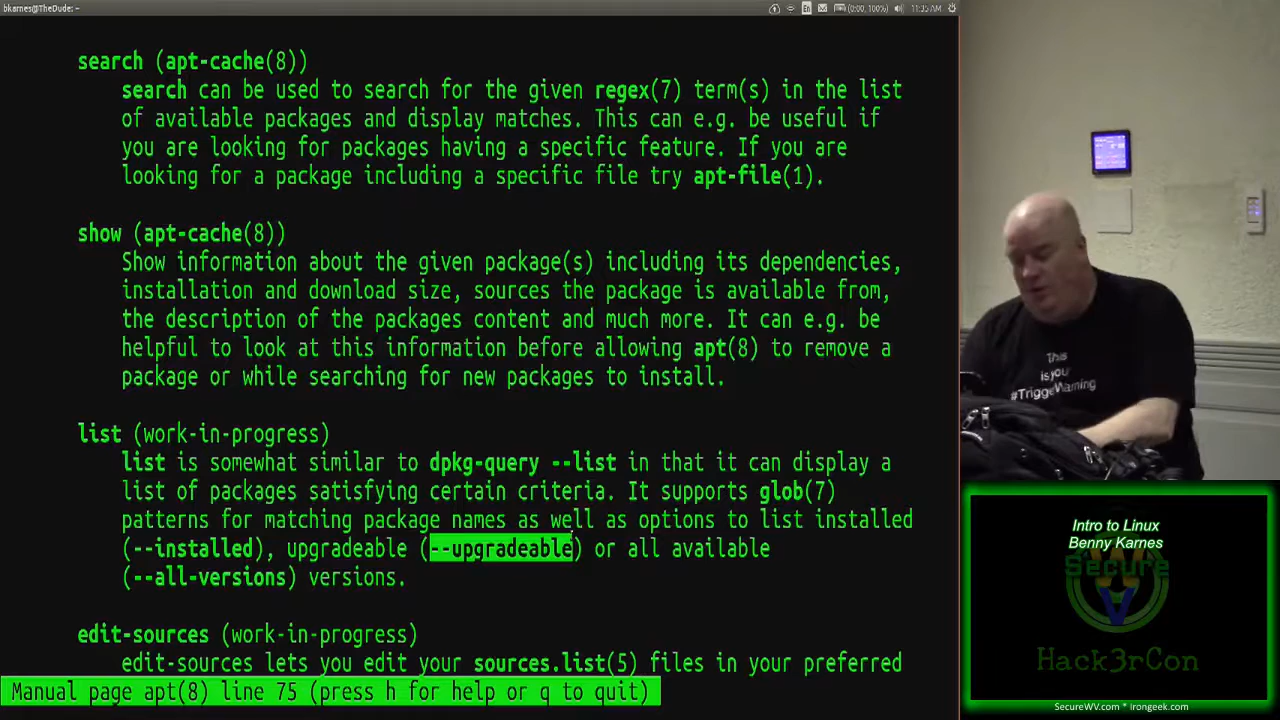 bkarnes@TheDude: ~
En
(0:00, 100%)
11:35 AM
search (apt-cache(8))
search can be used to search for the given regex(7) term(s) in the list
of available packages and display matches. This can e.g. be useful if
you are looking for packages having a specific feature. If you are
looking for a package including a specific file try apt-file(1).
show (apt-cache(8))
Show information about the given package(s) including its dependencies,
installation and download size, sources the package is available from,
the description of the packages content and much more. It can e.g. be
helpful to look at this information before allowing apt(8) to remove a
package or while searching for new packages to install.
list (work-in-progress)
list is somewhat similar to dpkg-query --list in that it can display a
list of packages satisfying certain criteria. It supports glob(7)
patterns for matching package names as well as options to list installed
(--installed), upgradeable (--upgradeable) or all available
(--all-versions) versions.
edit-sources (work-in-progress)
edit-sources lets you edit your sources.list(5) files in your preferred
Manual page apt(8) line 75 (press h for help or q to quit)
This
is your
#TriggerWarning
Intro to Linux
Benny Karnes
Secure
WV
Hack3rCon
SecureWV.com * Irongeek.com